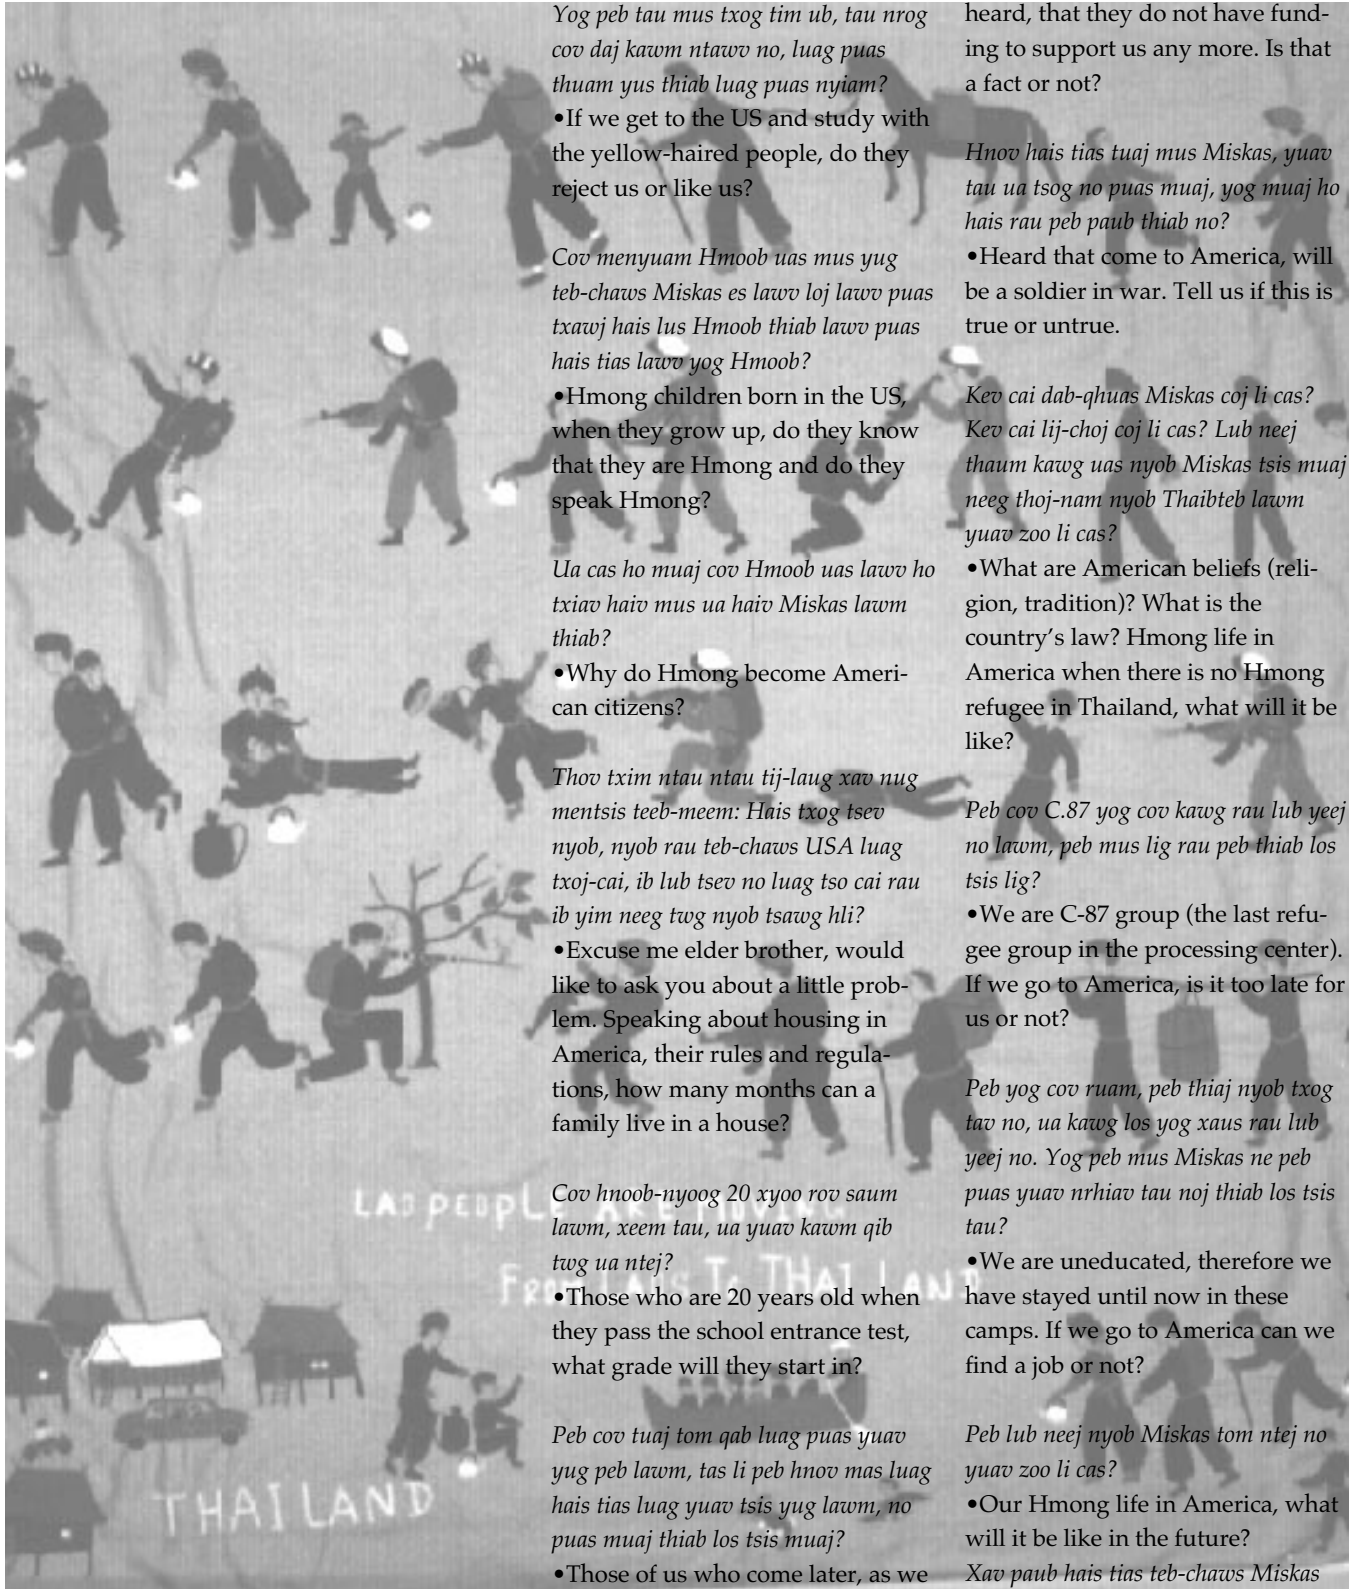 Yog peb tau mus txog tim ub, tau nrog
cov daj kawm ntawv no, luag puas
thuam yus thiab luag puas nyiam?
•If we get to the US and study with
the yellow-haired people, do they
reject us or like us?
Cov menyuam Hmoob uas mus yug
teb-chaws Miskas es lawv loj lawv puas
txawj hais lus Hmoob thiab lawv puas
hais tias lawv yog Hmoob?
•Hmong children born in the US,
when they grow up, do they know
that they are Hmong and do they
speak Hmong?
Ua cas ho muaj cov Hmoob uas lawv ho
txiav haiv mus ua haiv Miskas lawm
thiab?
•Why do Hmong become Ameri-
can citizens?
Thov txim ntau ntau tij-laug xav nug
mentsis teeb-meem: Hais txog tsev
nyob, nyob rau teb-chaws USA luag
txoj-cai, ib lub tsev no luag tso cai rau
ib yim neeg twg nyob tsawg hli?
•Excuse me elder brother, would
like to ask you about a little prob-
lem. Speaking about housing in
America, their rules and regula-
tions, how many months can a
family live in a house?
Cov hnoob-nyoog 20 xyoo rov saum
lawm, xeem tau, ua yuav kawm qib
twg ua ntej?
•Those who are 20 years old when
they pass the school entrance test,
what grade will they start in?
Peb cov tuaj tom qab luag puas yuav
yug peb lawm, tas li peb hnov mas luag
hais tias luag yuav tsis yug lawm, no
puas muaj thiab los tsis muaj?
•Those of us who come later, as we
heard, that they do not have fund-
ing to support us any more. Is that
a fact or not?
Hnov hais tias tuaj mus Miskas, yuav
tau ua tsog no puas muaj, yog muaj ho
hais rau peb paub thiab no?
•Heard that come to America, will
be a soldier in war. Tell us if this is
true or untrue.
Kev cai dab-qhuas Miskas coj li cas?
Kev cai lij-choj coj li cas? Lub neej
thaum kawg uas nyob Miskas tsis muaj
neeg thoj-nam nyob Thaibteb lawm
yuav zoo li cas?
•What are American beliefs (reli-
gion, tradition)? What is the
country's law? Hmong life in
America when there is no Hmong
refugee in Thailand, what will it be
like?
Peb cov C.87 yog cov kawg rau lub yeej
no lawm, peb mus lig rau peb thiab los
tsis lig?
•We are C-87 group (the last refu-
gee group in the processing center).
If we go to America, is it too late for
us or not?
Peb yog cov ruam, peb thiaj nyob txog
tav no, ua kawg los yog xaus rau lub
yeej no. Yog peb mus Miskas ne peb
puas yuav nrhiav tau noj thiab los tsis
tau?
•We are uneducated, therefore we
have stayed until now in these
camps. If we go to America can we
find a job or not?
Peb lub neej nyob Miskas tom ntej no
yuav zoo li cas?
•Our Hmong life in America, what
will it be like in the future?
Xav paub hais tias teb-chaws Miskas
LAO PEOPLE ARE MOVING
FROM LAOS TO THAI LAND
THAILAND